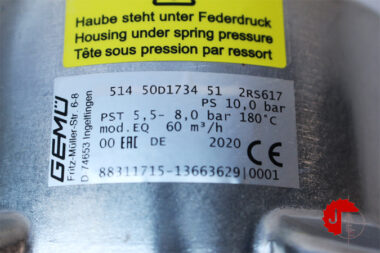 Haube steht unter Federdruck
Housing under spring pressure
Tête sous pression par ressort
GEMÜ
Fritz-Müller-Str. 6-8
D 74653 Ingelfingen
514 50D1734 51 2RS617
PS 10,0 bar
PST 5,5- 8,0 bar 180°C
mod.EQ 60 m³/h
00 EAC DE 2020 CE
88311715-13663629|0001
J